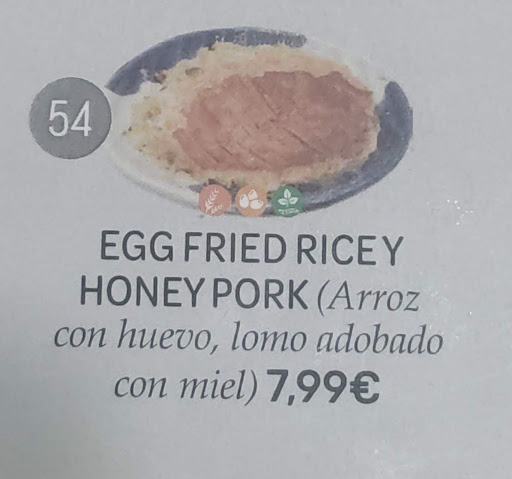 54
EGG FRIED RICE Y
HONEY PORK (Arroz
con huevo, lomo adobado
con miel) 7,99€